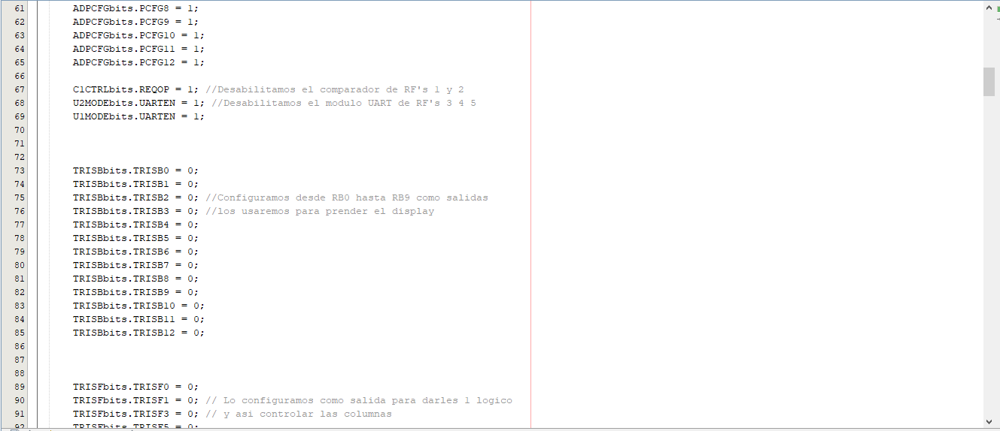 61 ADPCFGbits.PCFG8 = 1;
62 ADPCFGbits.PCFG9 = 1;
63 ADPCFGbits.PCFG10 = 1;
64 ADPCFGbits.PCFG11 = 1;
65 ADPCFGbits.PCFG12 = 1;
66
67 C1CTRLbits.REQOP = 1; //Desabilitamos el comparador de RF's 1 y 2
68 U2MODEbits.UARTEN = 1; //Desabilitamos el modulo UART de RF's 3 4 5
69 U1MODEbits.UARTEN = 1;
70
71
72
73 TRISBbits.TRISB0 = 0;
74 TRISBbits.TRISB1 = 0;
75 TRISBbits.TRISB2 = 0; //Configuramos desde RB0 hasta RB9 como salidas
76 TRISBbits.TRISB3 = 0; //los usaremos para prender el display
77 TRISBbits.TRISB4 = 0;
78 TRISBbits.TRISB5 = 0;
79 TRISBbits.TRISB6 = 0;
80 TRISBbits.TRISB7 = 0;
81 TRISBbits.TRISB8 = 0;
82 TRISBbits.TRISB9 = 0;
83 TRISBbits.TRISB10 = 0;
84 TRISBbits.TRISB11 = 0;
85 TRISBbits.TRISB12 = 0;
86
87
88
89 TRISFbits.TRISF0 = 0;
90 TRISFbits.TRISF1 = 0; // Lo configuramos como salida para darles 1 logico
91 TRISFbits.TRISF3 = 0; // y asi controlar las columnas
92 TRISFbits.TRISF5 = 0;